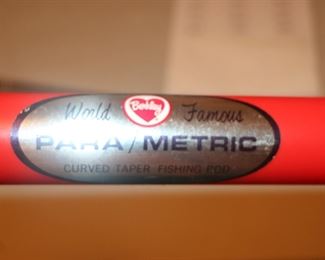 World Berkley Famous
PARA/METRIC
CURVED TAPER FISHING ROD